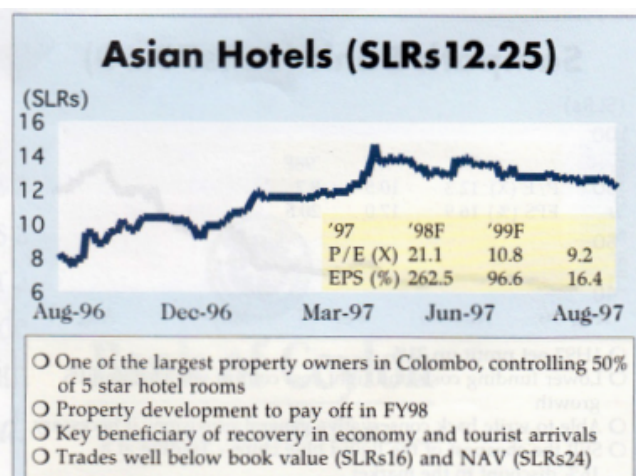 Asian Hotels (SLRs12.25)
(SLRs)
16
14
12
10
8
6
'97 '98F '99F
P/E (X) 21.1 10.8 9.2
EPS (%) 262.5 96.6 16.4
Aug-96 Dec-96 Mar-97 Jun-97 Aug-97
One of the largest property owners in Colombo, controlling 50%
of 5 star hotel rooms
Property development to pay off in FY98
Key beneficiary of recovery in economy and tourist arrivals
Trades well below book value (SLRs16) and NAV (SLRs24)